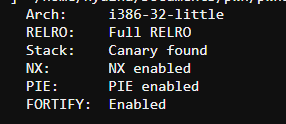 Arch:     i386-32-little
RELRO:    Full RELRO
Stack:    Canary found
NX:       NX enabled
PIE:      PIE enabled
FORTIFY:  Enabled